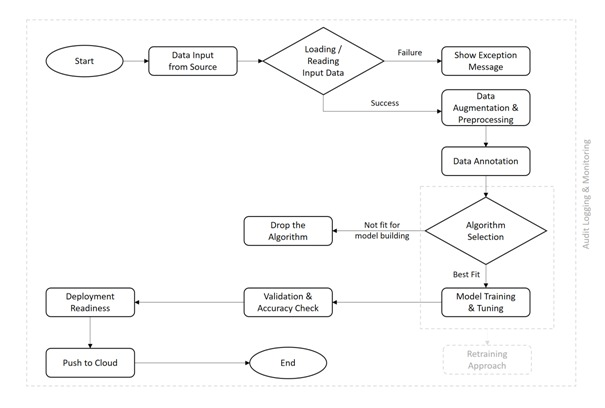 Start
Data Input
from Source
Loading /
Reading
Input Data
Failure
Show Exception
Message
Success
Data
Augmentation &
Preprocessing
Data Annotation
Algorithm
Selection
Not fit for
model building
Drop the
Algorithm
Best Fit
Model Training
& Tuning
Validation &
Accuracy Check
Deployment
Readiness
Push to Cloud
End
Retraining
Approach
Audit Logging & Monitoring